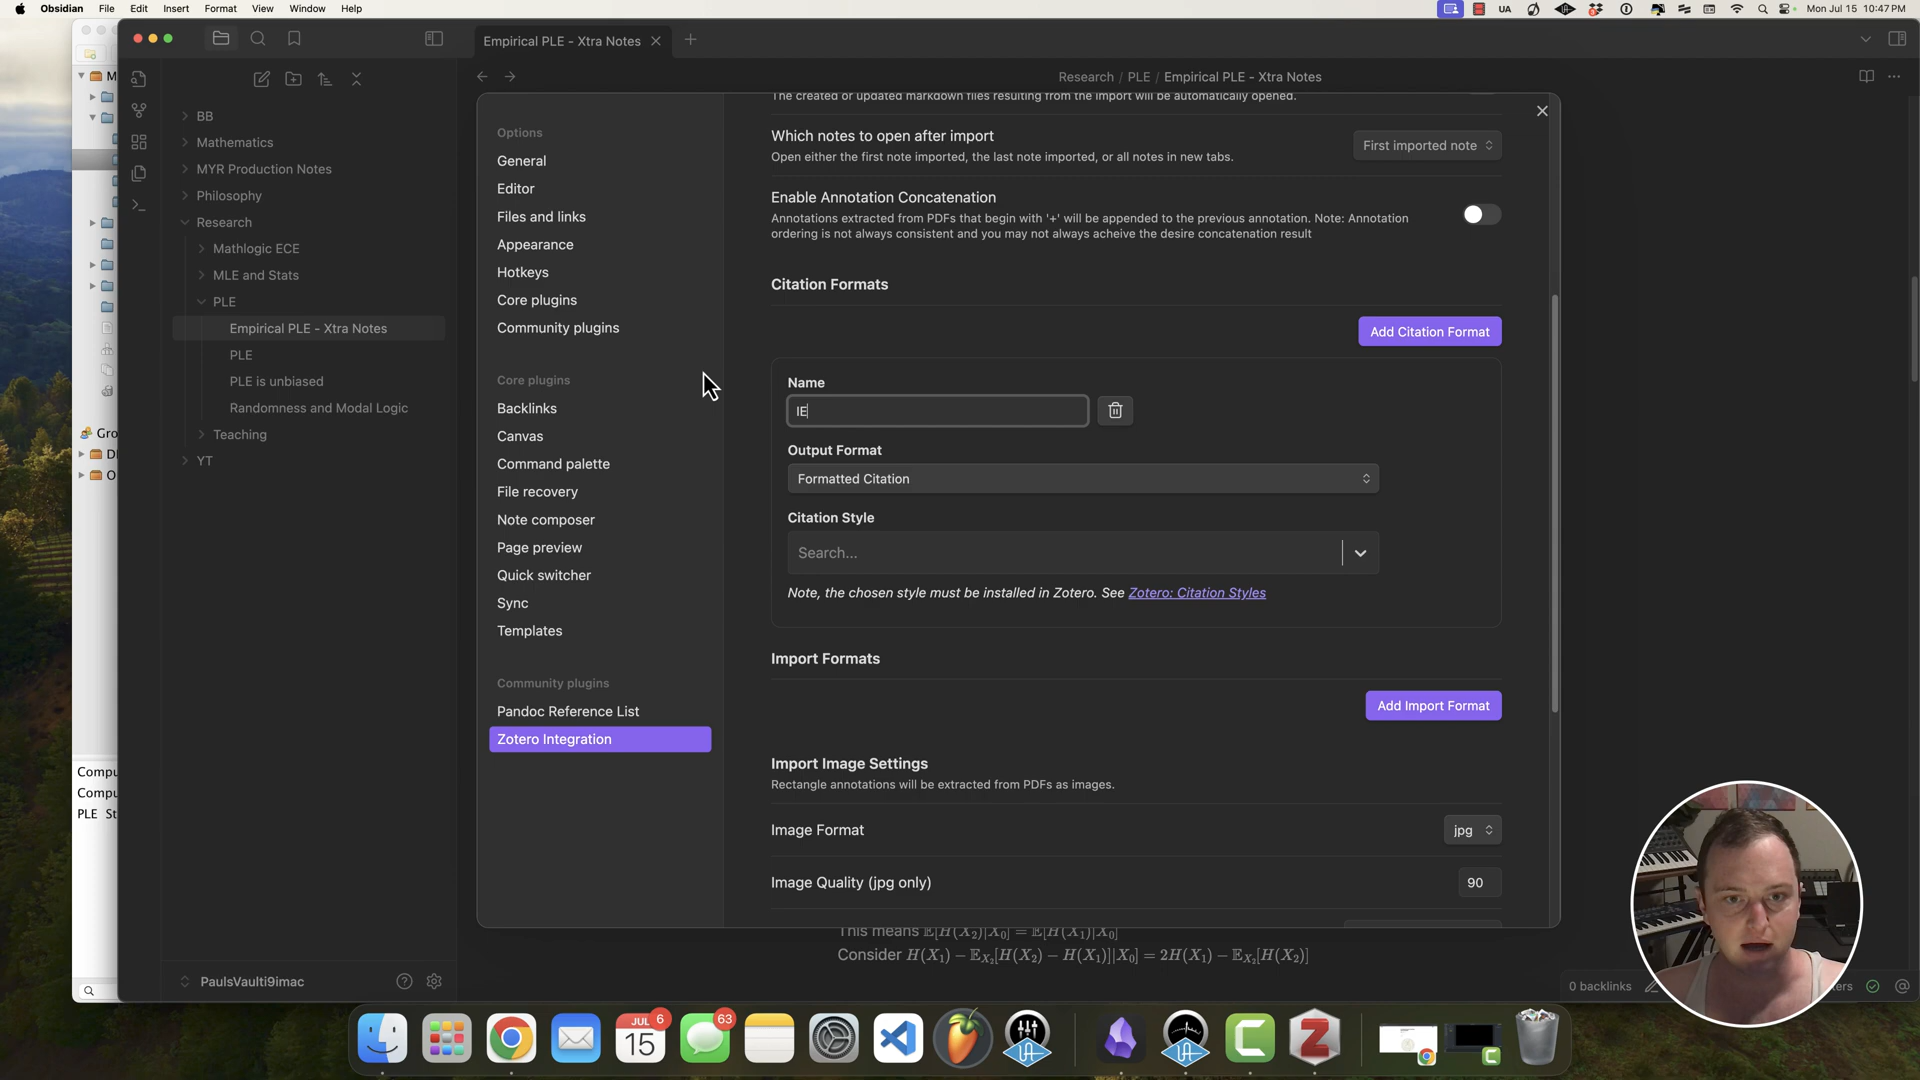 Obsidian File Edit Insert Format View Window Help
UA
Mon Jul 15 10:47 PM
Empirical PLE - Xtra Notes
Research / PLE / Empirical PLE - Xtra Notes
BB
Mathematics
MYR Production Notes
Philosophy
Research
Mathlogic ECE
MLE and Stats
PLE
Empirical PLE - Xtra Notes
PLE
PLE is unbiased
Randomness and Modal Logic
Teaching
YT
PaulsVaulti9imac
M
Gro
D
O
Compu
Compu
PLE St
Options
General
Editor
Files and links
Appearance
Hotkeys
Core plugins
Community plugins
Core plugins
Backlinks
Canvas
Command palette
File recovery
Note composer
Page preview
Quick switcher
Sync
Templates
Community plugins
Pandoc Reference List
Zotero Integration
The created or updated markdown files resulting from the import will be automatically opened.
Which notes to open after import
Open either the first note imported, the last note imported, or all notes in new tabs.
First imported note
Enable Annotation Concatenation
Annotations extracted from PDFs that begin with '+' will be appended to the previous annotation. Note: Annotation
ordering is not always consistent and you may not always acheive the desire concatenation result
Citation Formats
Add Citation Format
Name
IE
Output Format
Formatted Citation
Citation Style
Search...
Note, the chosen style must be installed in Zotero. See Zotero: Citation Styles
Import Formats
Add Import Format
Import Image Settings
Rectangle annotations will be extracted from PDFs as images.
Image Format
jpg
Image Quality (jpg only)
90
This means 𝔼[H(X₂)|X₀] = 𝔼[H(X₁)|X₀]
Consider H(X₁) − 𝔼_X₂[H(X₂) − H(X₁)]|X₀] = 2H(X₁) − 𝔼_X₂[H(X₂)]
0 backlinks
ers
JUL 6
15
63
UA
Z
UA
C